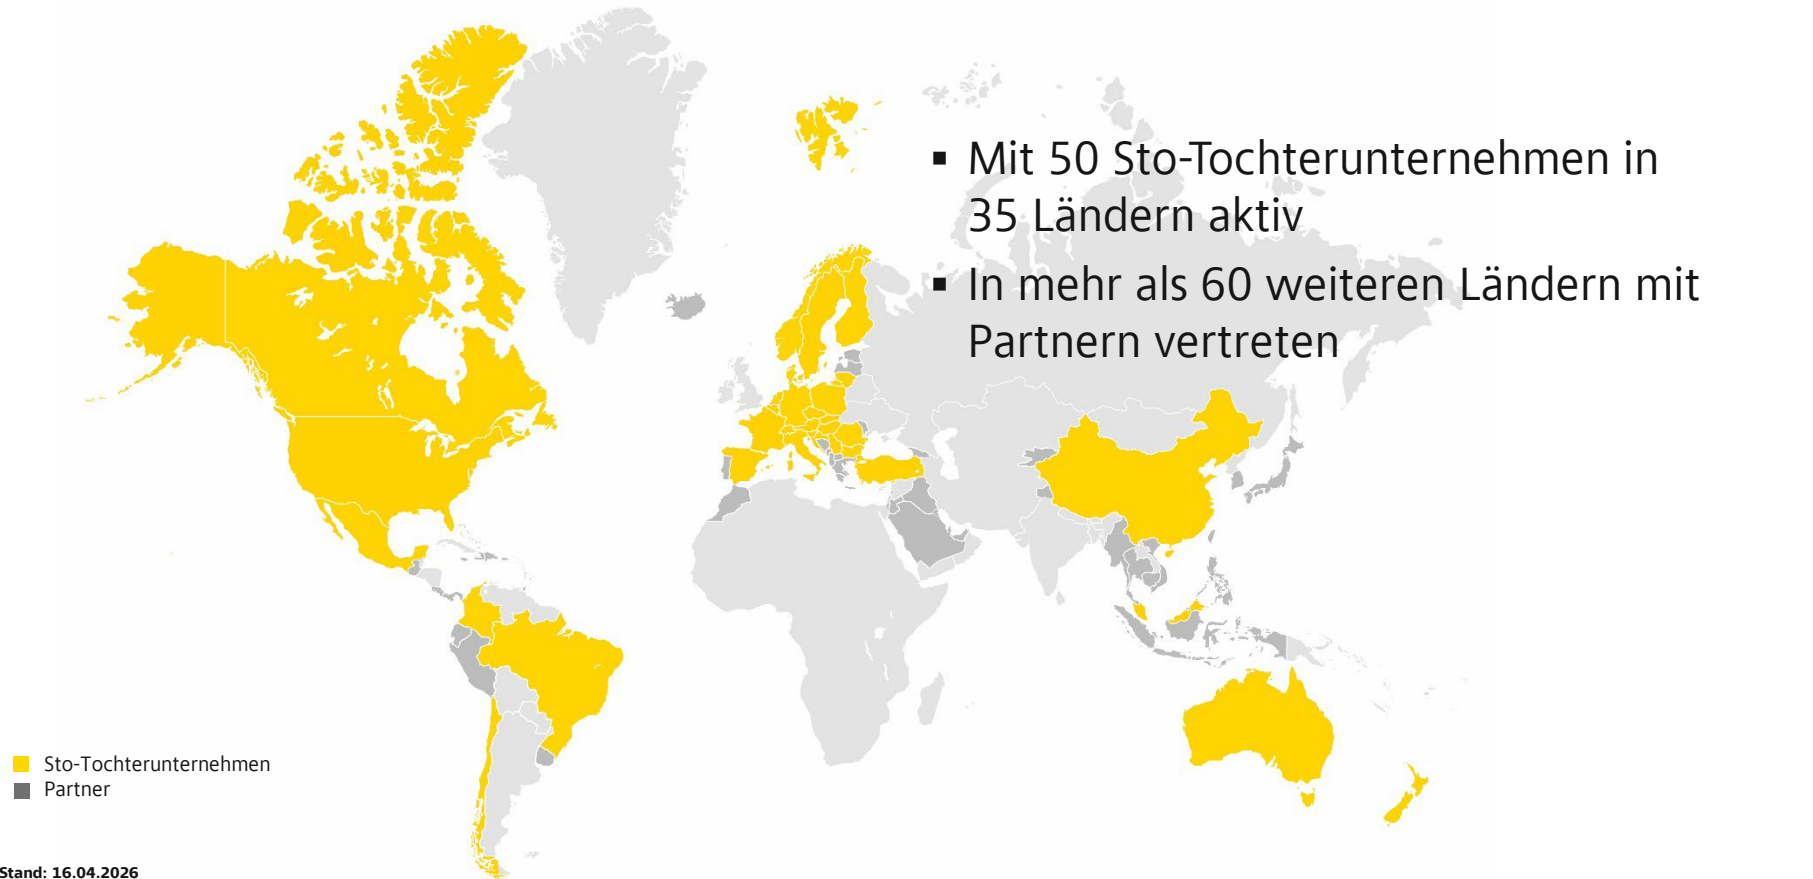 ▪ Mit 50 Sto-Tochterunternehmen in
35 Ländern aktiv
▪ In mehr als 60 weiteren Ländern mit
Partnern vertreten
Sto-Tochterunternehmen
Partner
Stand: 16.04.2026